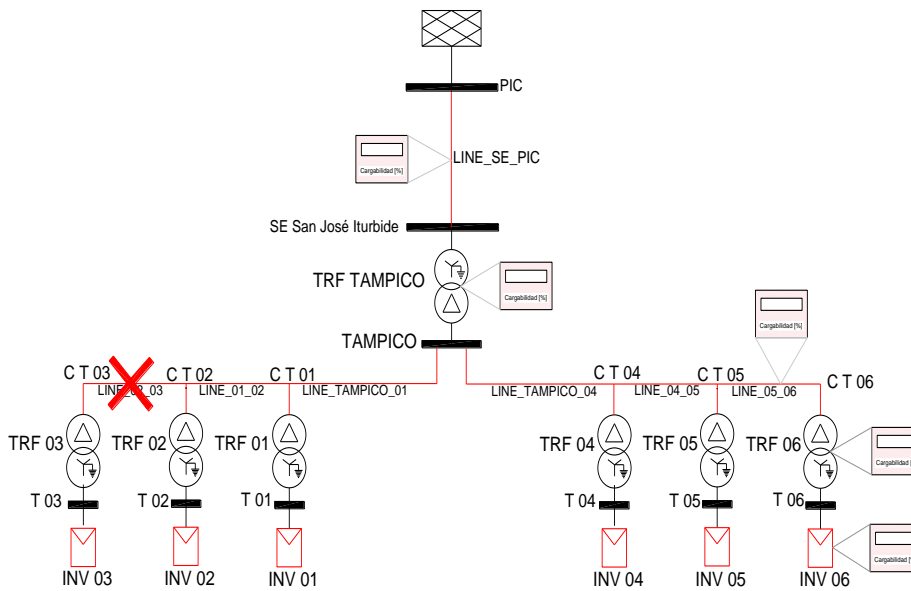 PIC
Cargabilidad [%]
LINE_SE_PIC
SE San José Iturbide
TRF TAMPICO
Cargabilidad [%]
Cargabilidad [%]
TAMPICO
C T 03
C T 02
C T 01
C T 04
C T 05
C T 06
LINE_02_03
LINE_01_02
LINE_TAMPICO_01
LINE_TAMPICO_04
LINE_04_05
LINE_05_06
TRF 03
TRF 02
TRF 01
TRF 04
TRF 05
TRF 06
Cargabilidad [%
T 03
T 02
T 01
T 04
T 05
T 06
Cargabilidad [%
INV 03
INV 02
INV 01
INV 04
INV 05
INV 06